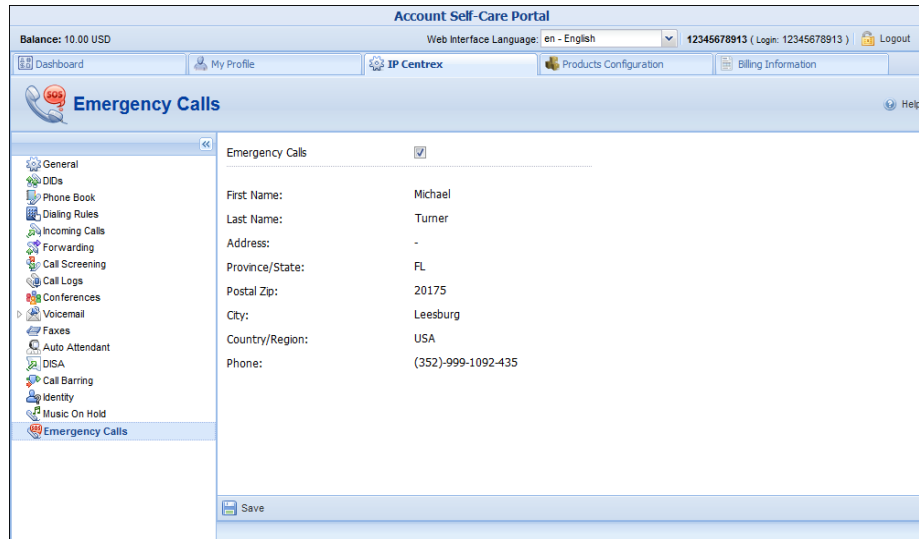 Account Self-Care Portal
Balance: 10.00 USD Web Interface Language: en - English 12345678913 ( Login: 12345678913 ) Logout
Dashboard My Profile IP Centrex Products Configuration Billing Information
SOS Emergency Calls Help
General
DIDs
Phone Book
Dialing Rules
Incoming Calls
Forwarding
Call Screening
Call Logs
Conferences
Voicemail
Faxes
Auto Attendant
DISA
Call Barring
Identity
Music On Hold
Emergency Calls
Emergency Calls
First Name: Michael
Last Name: Turner
Address: -
Province/State: FL
Postal Zip: 20175
City: Leesburg
Country/Region: USA
Phone: (352)-999-1092-435
Save